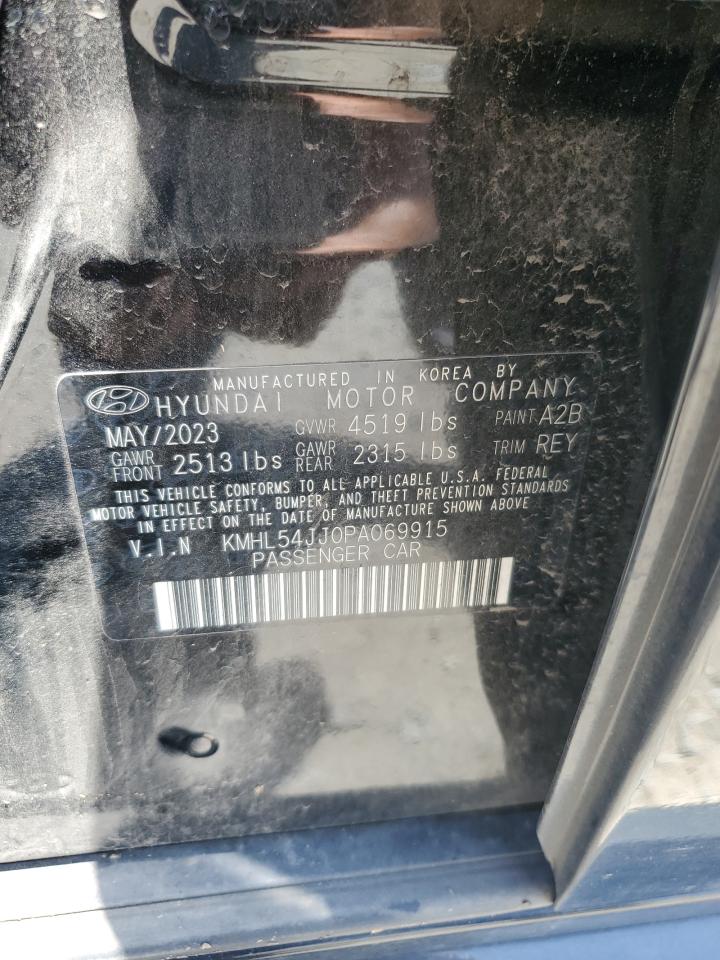 MANUFACTURED IN KOREA BY
HYUNDAI MOTOR COMPANY
MAY/2023 GVWR 4519 lbs PAINT A2B
GAWR FRONT 2513 lbs GAWR REAR 2315 lbs TRIM REY
THIS VEHICLE CONFORMS TO ALL APPLICABLE U.S.A. FEDERAL
MOTOR VEHICLE SAFETY, BUMPER, AND THEFT PREVENTION STANDARDS
IN EFFECT ON THE DATE OF MANUFACTURE SHOWN ABOVE
V.I.N KMHL54JJ0PA069915
PASSENGER CAR